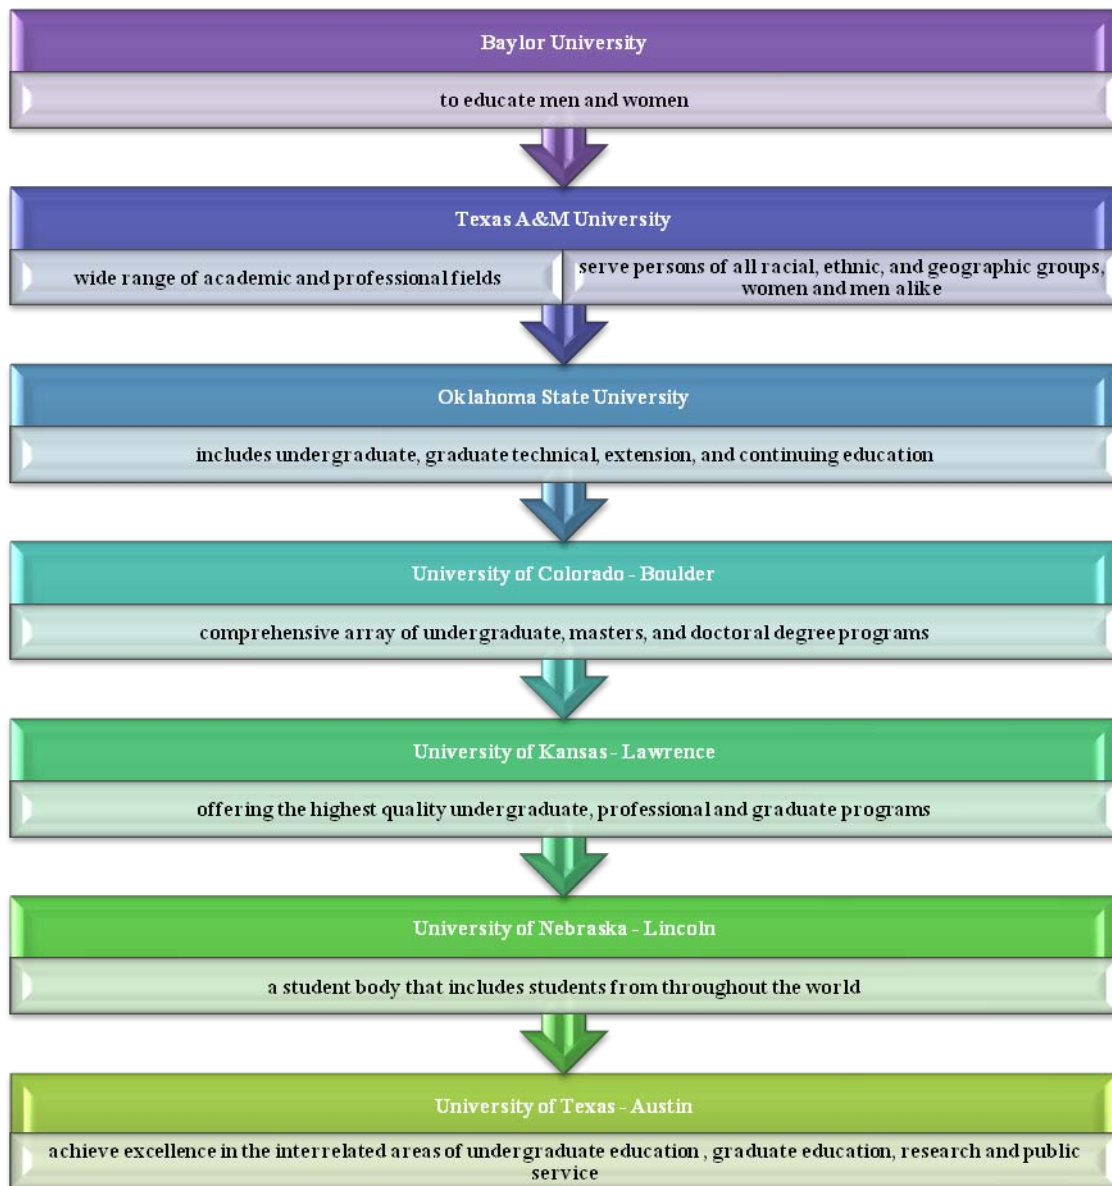 Baylor University
to educate men and women
Texas A&M University
wide range of academic and professional fields
serve persons of all racial, ethnic, and geographic groups,
women and men alike
Oklahoma State University
includes undergraduate, graduate technical, extension, and continuing education
University of Colorado - Boulder
comprehensive array of undergraduate, masters, and doctoral degree programs
University of Kansas - Lawrence
offering the highest quality undergraduate, professional and graduate programs
University of Nebraska - Lincoln
a student body that includes students from throughout the world
University of Texas - Austin
achieve excellence in the interrelated areas of undergraduate education , graduate education, research and public
service